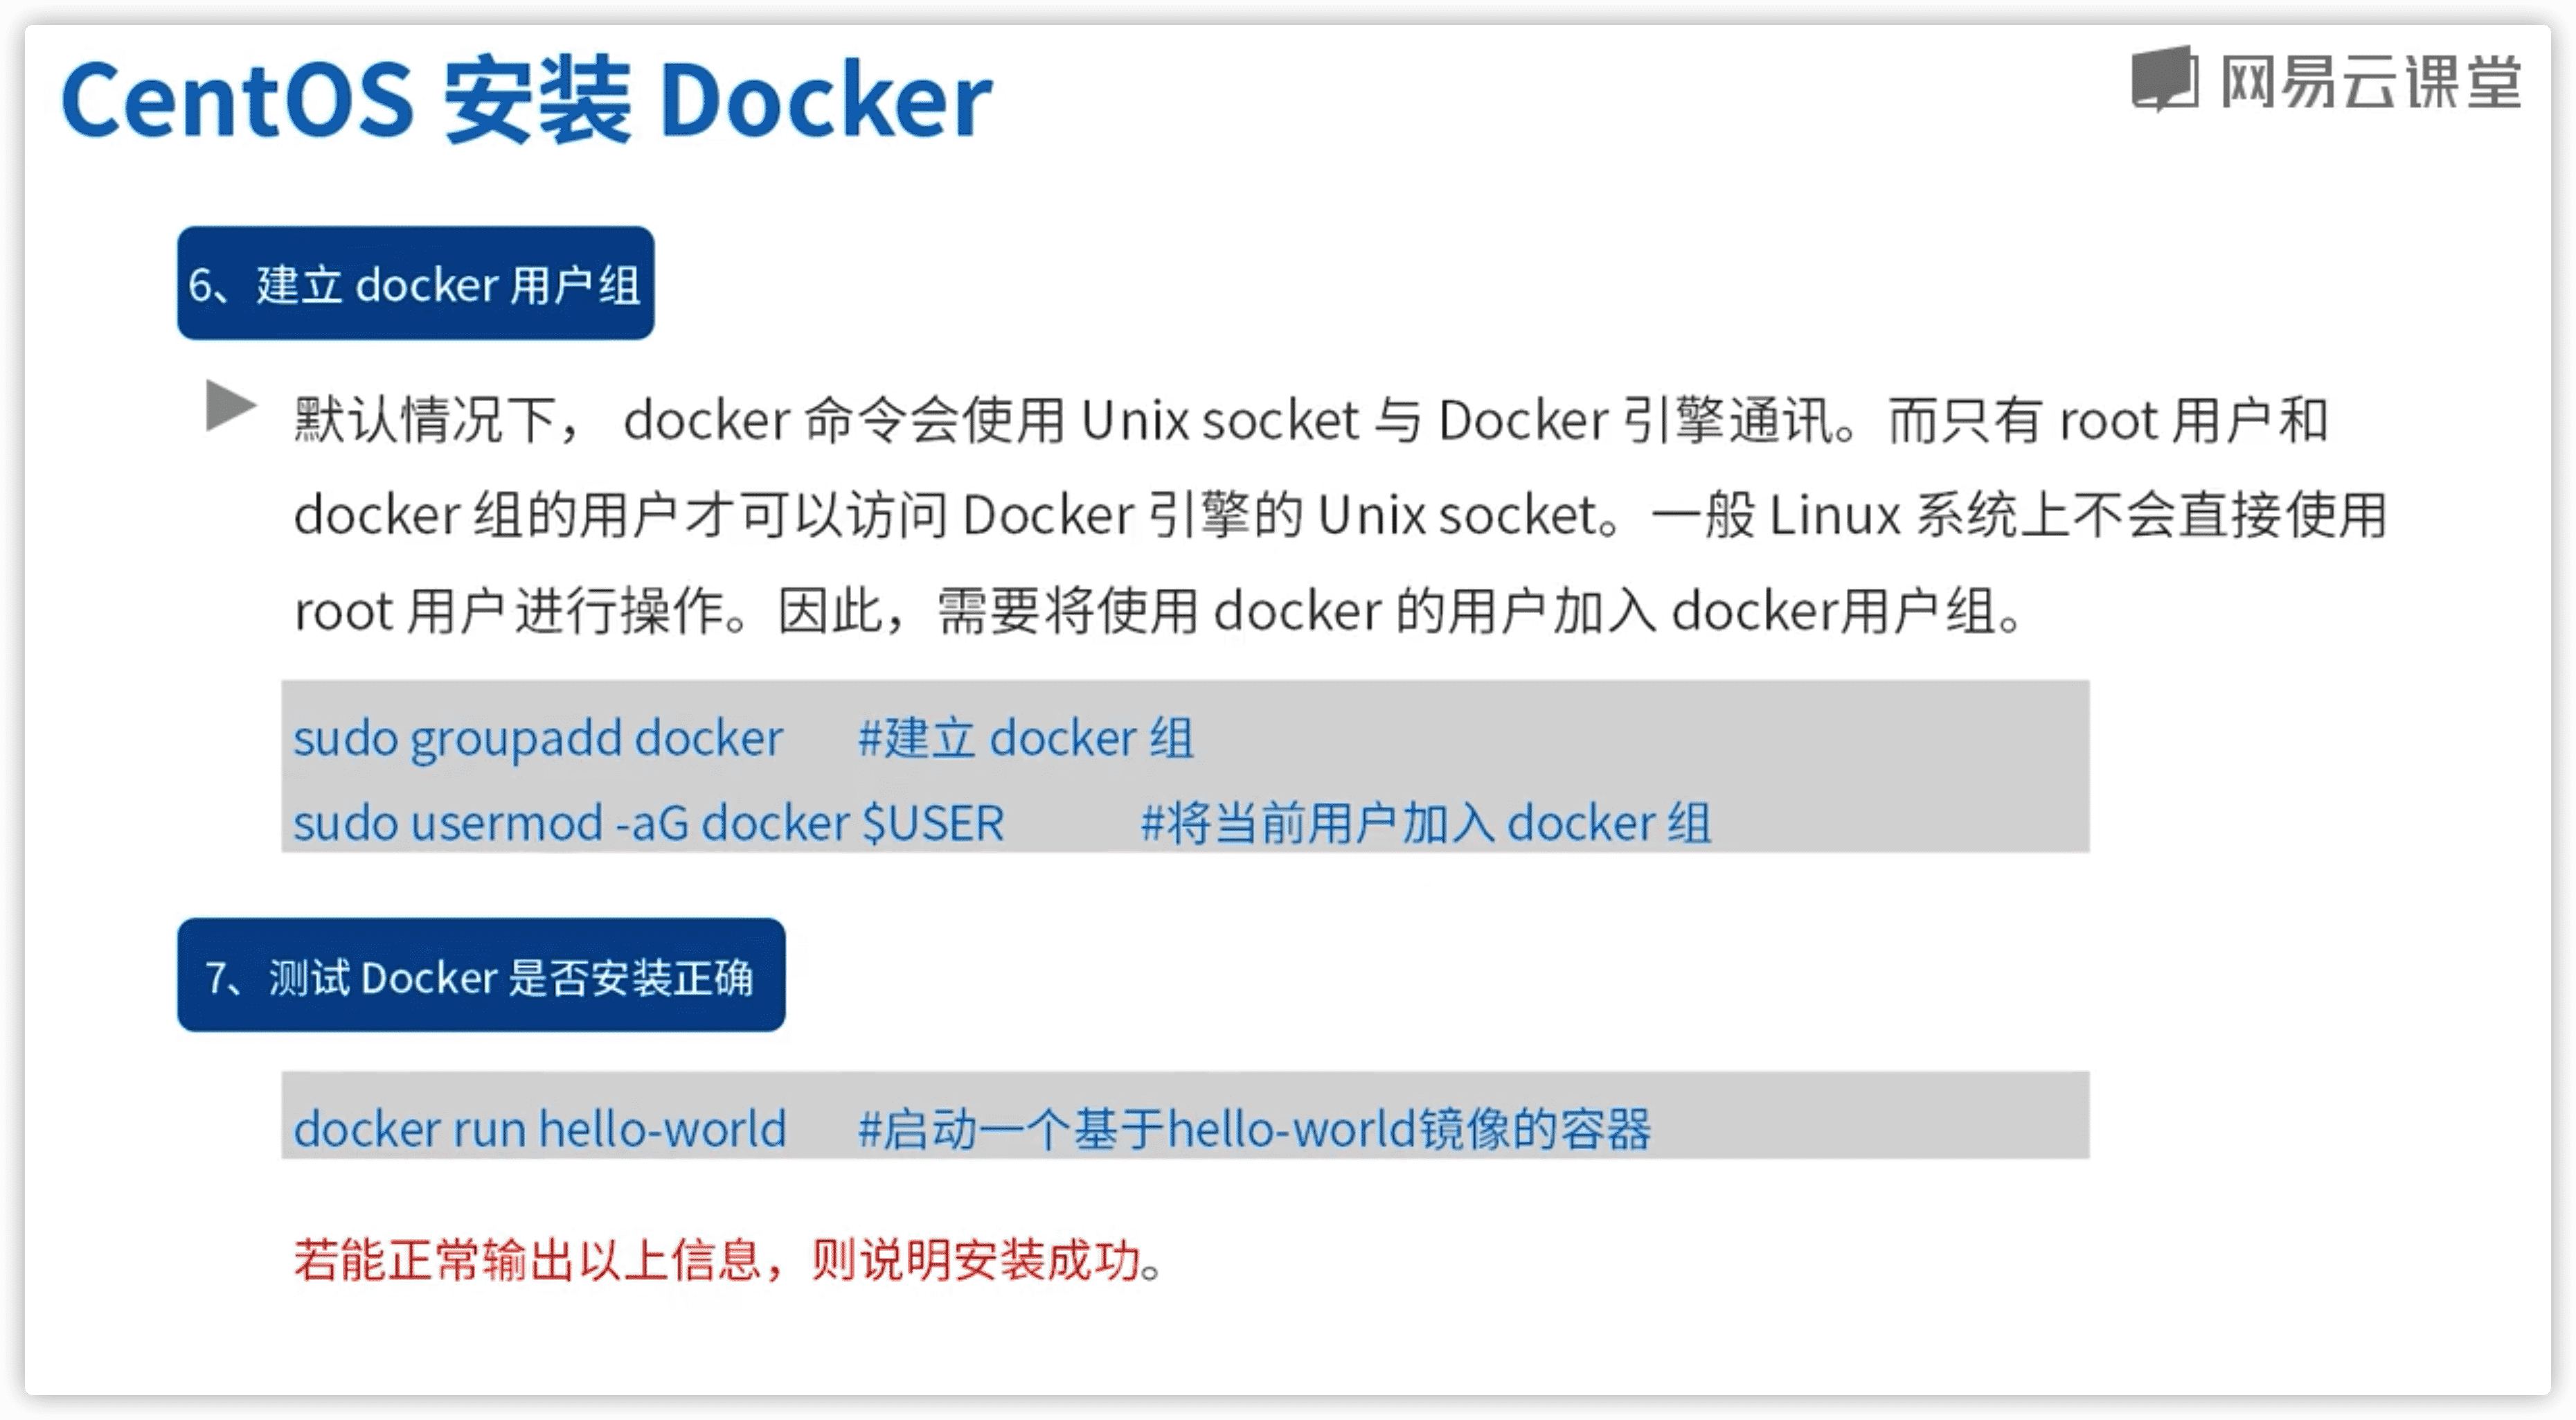 CentOS 安装 Docker
网易云课堂
6、建立 docker 用户组
默认情况下， docker 命令会使用 Unix socket 与 Docker 引擎通讯。而只有 root 用户和
docker 组的用户才可以访问 Docker 引擎的 Unix socket。一般 Linux 系统上不会直接使用
root 用户进行操作。因此，需要将使用 docker 的用户加入 docker用户组。
sudo groupadd docker #建立 docker 组
sudo usermod -aG docker $USER #将当前用户加入 docker 组
7、测试 Docker 是否安装正确
docker run hello-world #启动一个基于hello-world镜像的容器
若能正常输出以上信息，则说明安装成功。